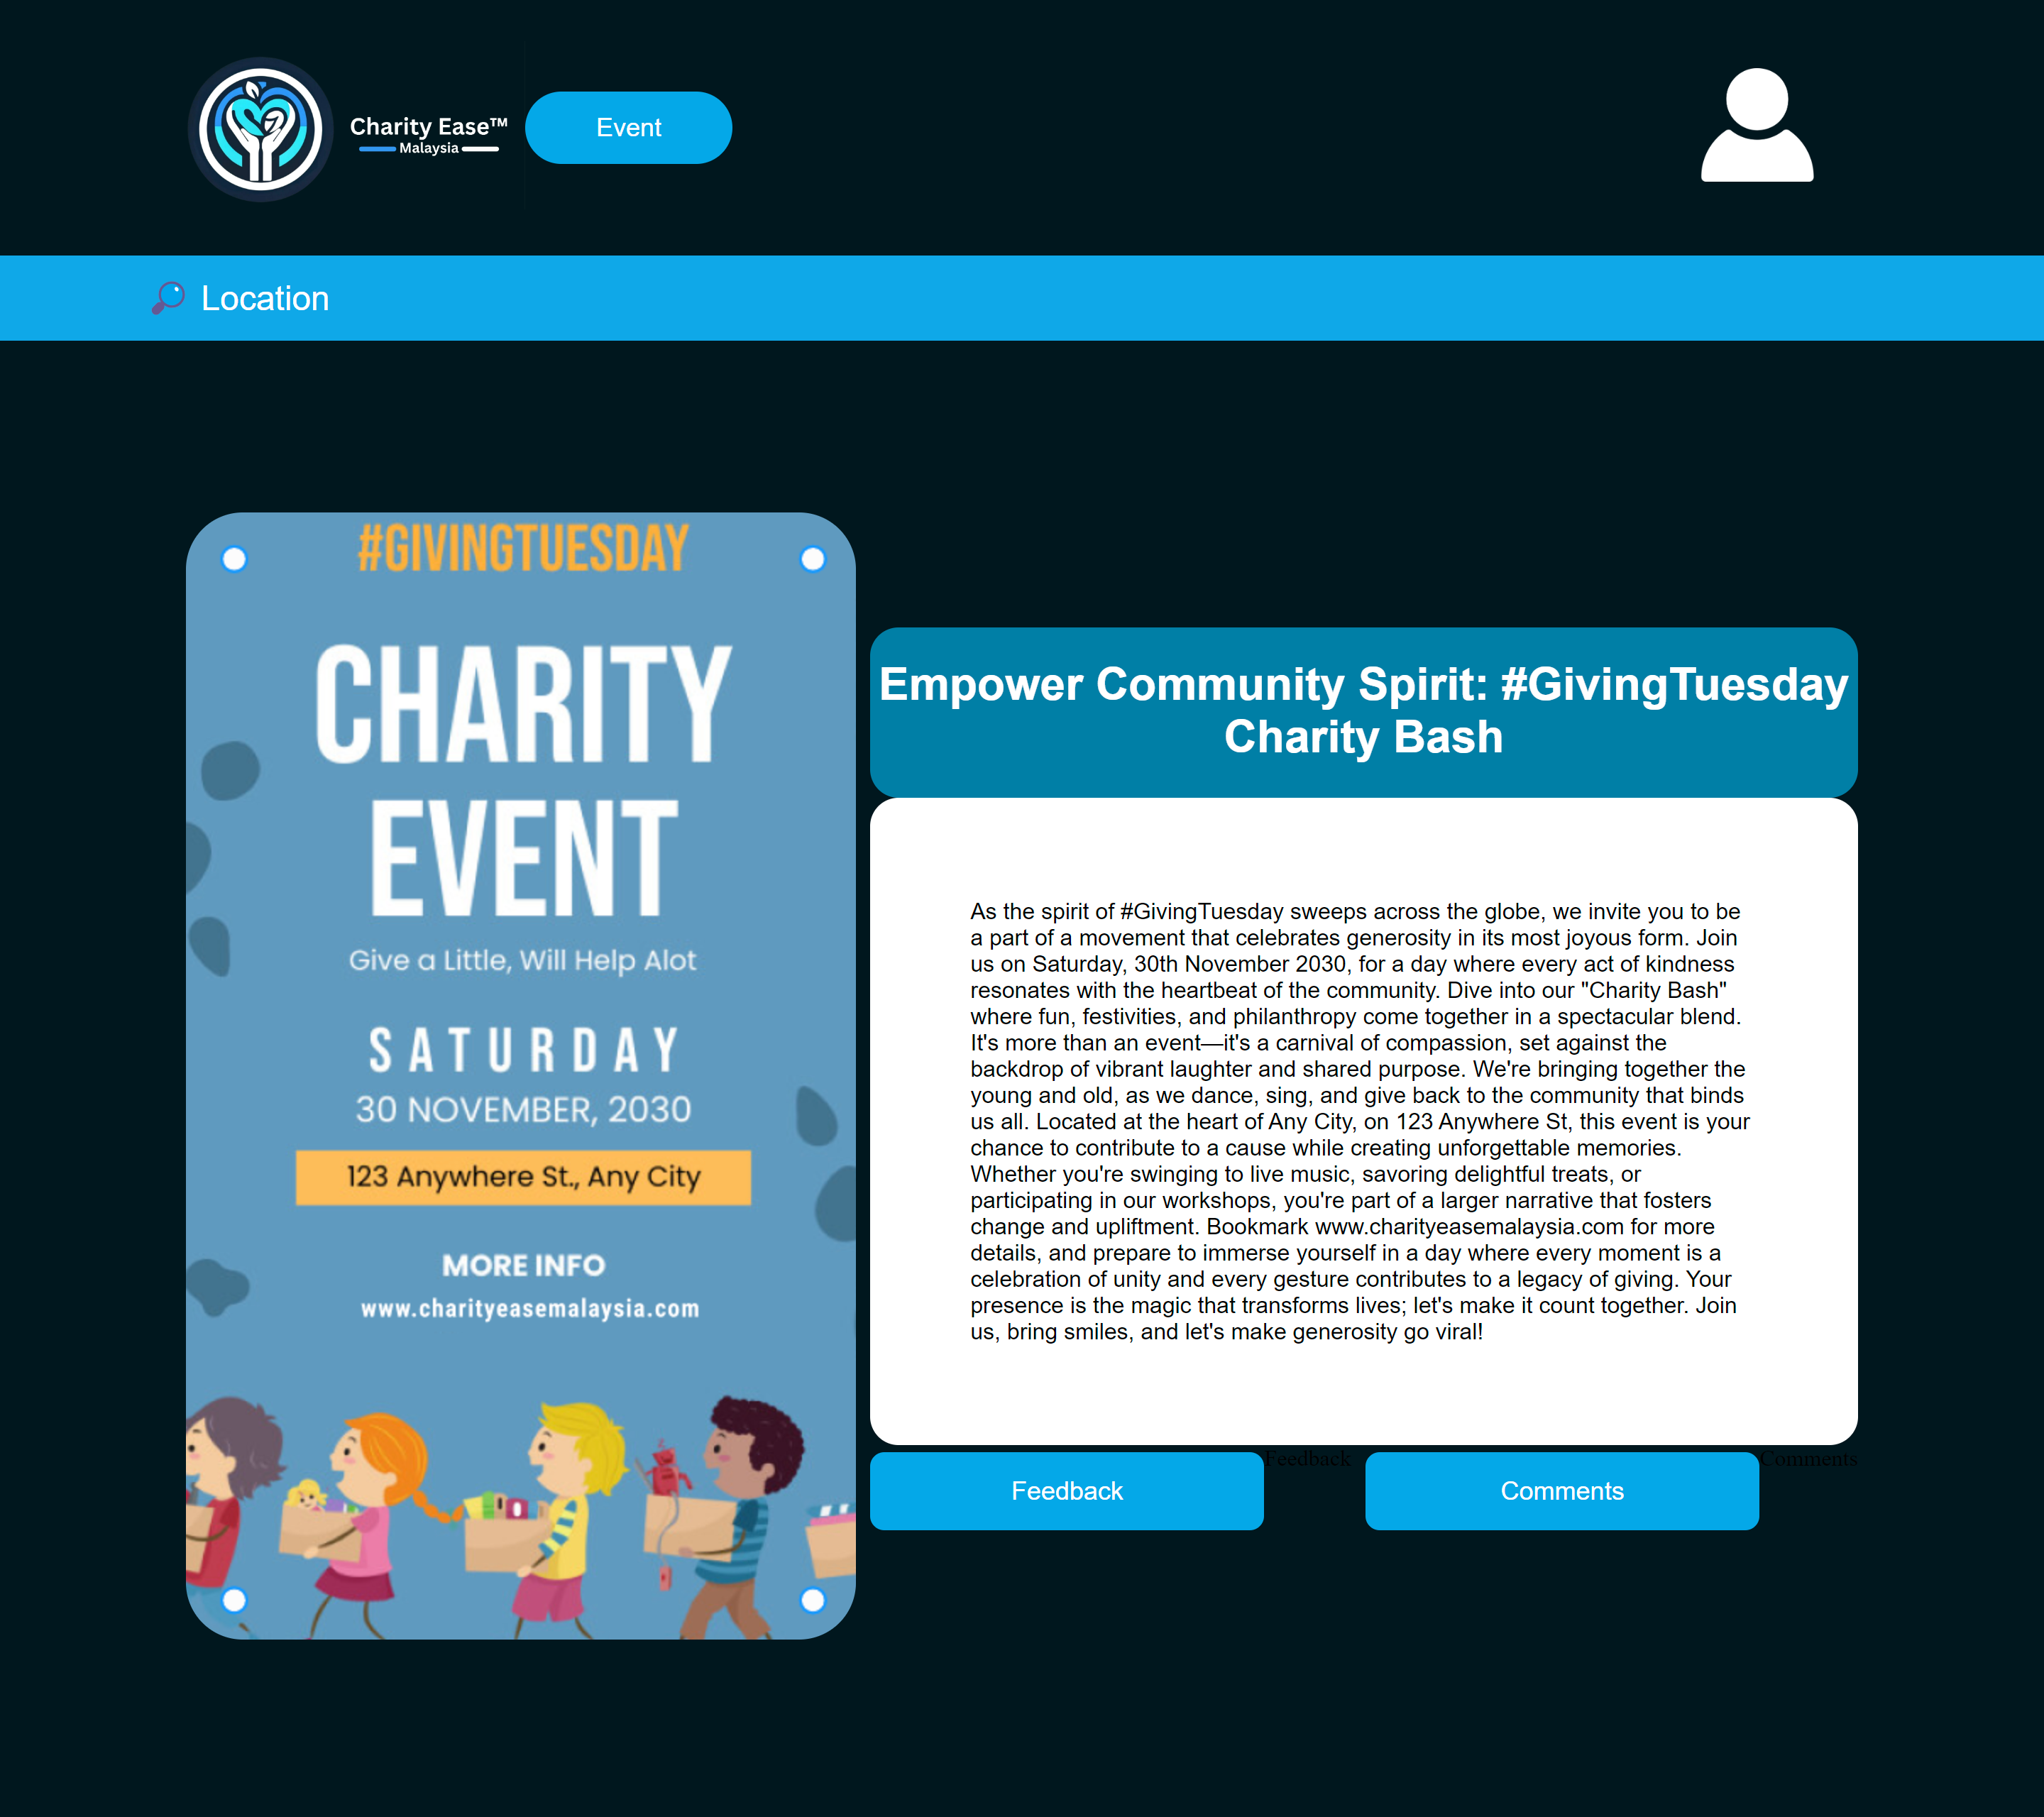 Charity Ease™
Malaysia
Event
Location
#GIVINGTUESDAY
CHARITY
EVENT
Give a Little, Will Help Alot
SATURDAY
30 NOVEMBER, 2030
123 Anywhere St., Any City
MORE INFO
www.charityeasemalaysia.com
Empower Community Spirit: #GivingTuesday
Charity Bash
As the spirit of #GivingTuesday sweeps across the globe, we invite you to be
a part of a movement that celebrates generosity in its most joyous form. Join
us on Saturday, 30th November 2030, for a day where every act of kindness
resonates with the heartbeat of the community. Dive into our "Charity Bash"
where fun, festivities, and philanthropy come together in a spectacular blend.
It's more than an event—it's a carnival of compassion, set against the
backdrop of vibrant laughter and shared purpose. We're bringing together the
young and old, as we dance, sing, and give back to the community that binds
us all. Located at the heart of Any City, on 123 Anywhere St, this event is your
chance to contribute to a cause while creating unforgettable memories.
Whether you're swinging to live music, savoring delightful treats, or
participating in our workshops, you're part of a larger narrative that fosters
change and upliftment. Bookmark www.charityeasemalaysia.com for more
details, and prepare to immerse yourself in a day where every moment is a
celebration of unity and every gesture contributes to a legacy of giving. Your
presence is the magic that transforms lives; let's make it count together. Join
us, bring smiles, and let's make generosity go viral!
Feedback
Feedback
Comments
Comments